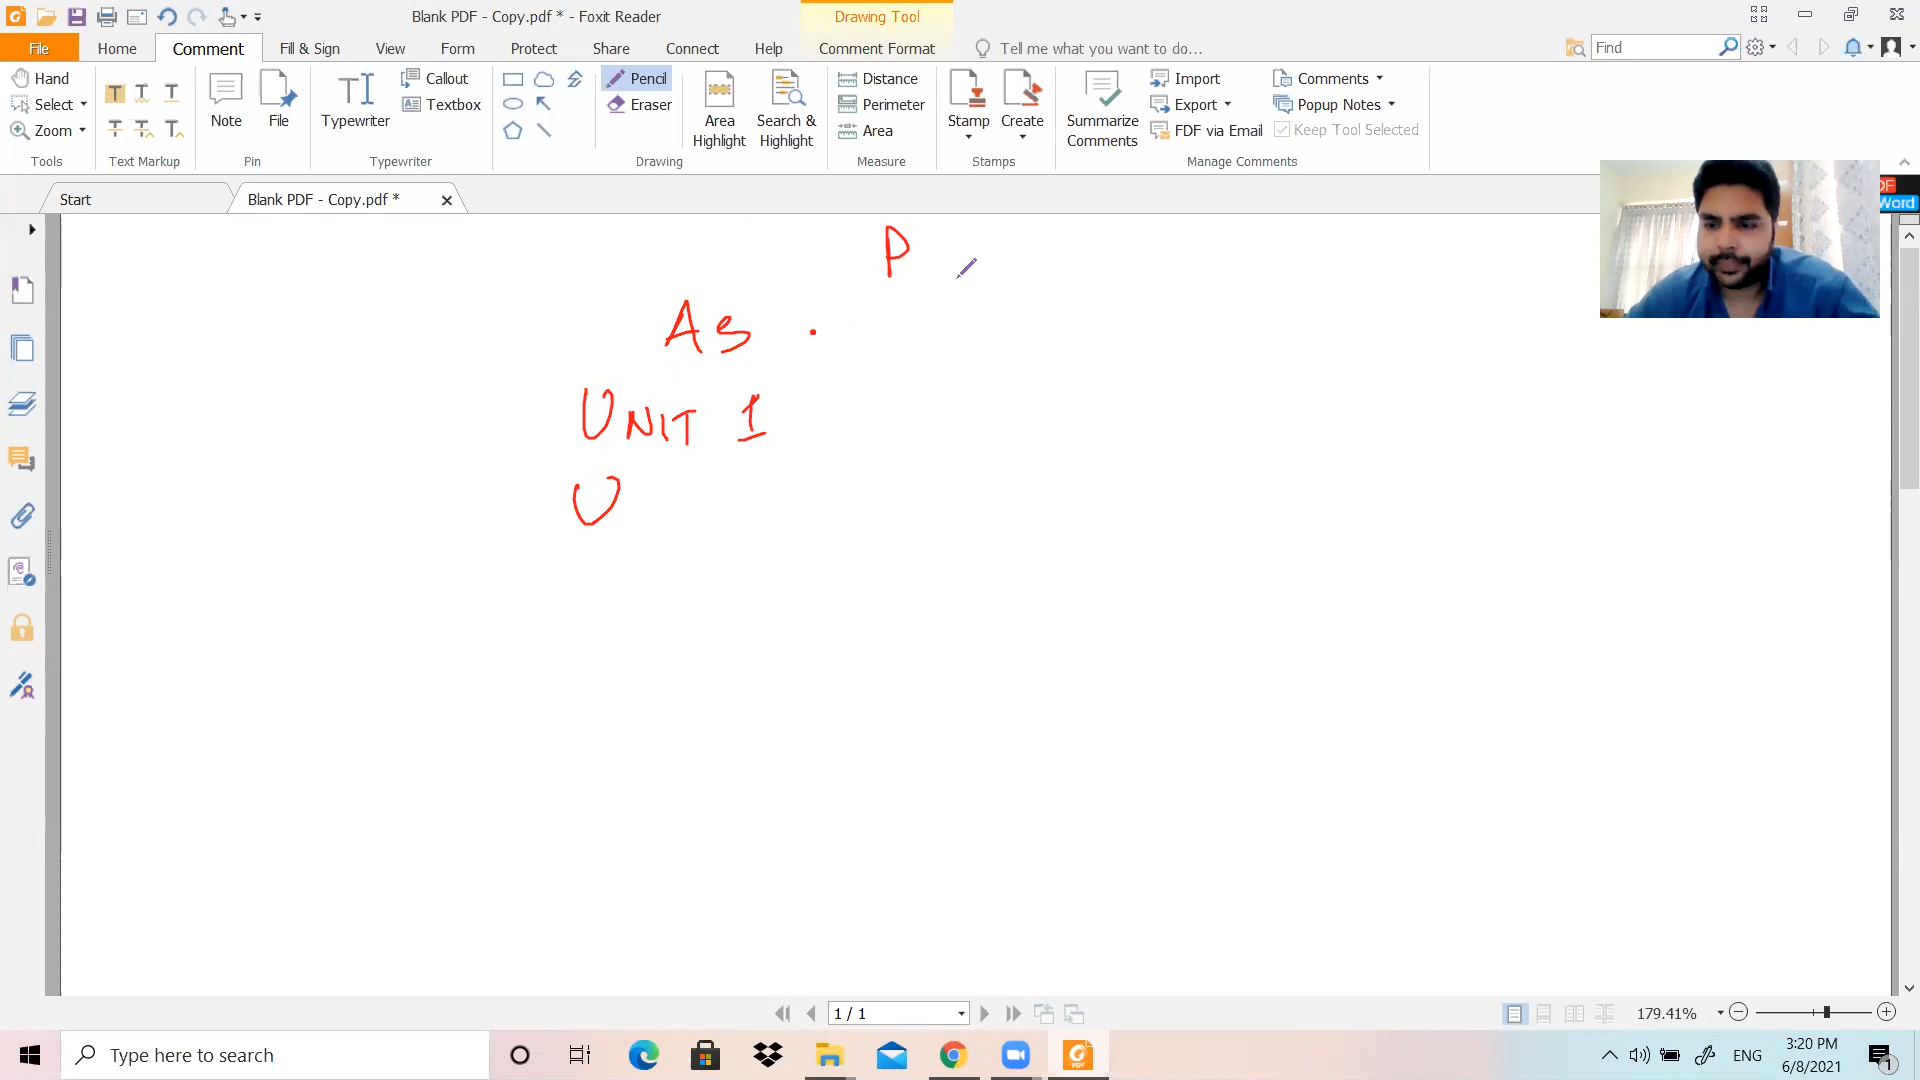 Blank PDF - Copy.pdf * - Foxit Reader
Drawing Tool
File Home Comment Fill & Sign View Form Protect Share Connect Help Comment Format Tell me what you want to do... Find
Hand
Select
Zoom
Tools
Text Markup
Note
File
Pin
Typewriter
Callout
Textbox
Typewriter
Pencil
Eraser
Area Highlight
Search & Highlight
Drawing
Distance
Perimeter
Area
Measure
Stamp
Create
Stamps
Summarize Comments
Import
Export
FDF via Email
Comments
Popup Notes
Keep Tool Selected
Manage Comments
Start
Blank PDF - Copy.pdf *
Word
P
As .
UNIT 1
U
1 / 1
179.41%
Type here to search
ENG
3:20 PM
6/8/2021
1